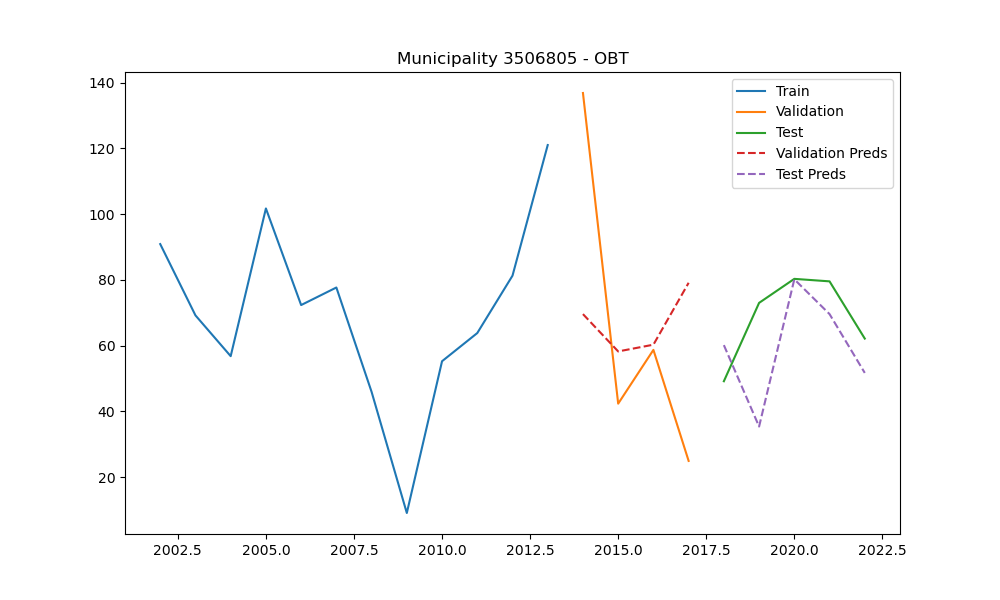 Municipality 3506805 - OBT
140
120
100
80
60
40
20
Train
Validation
Test
Validation Preds
Test Preds
2002.5 2005.0 2007.5 2010.0 2012.5 2015.0 2017.5 2020.0 2022.5